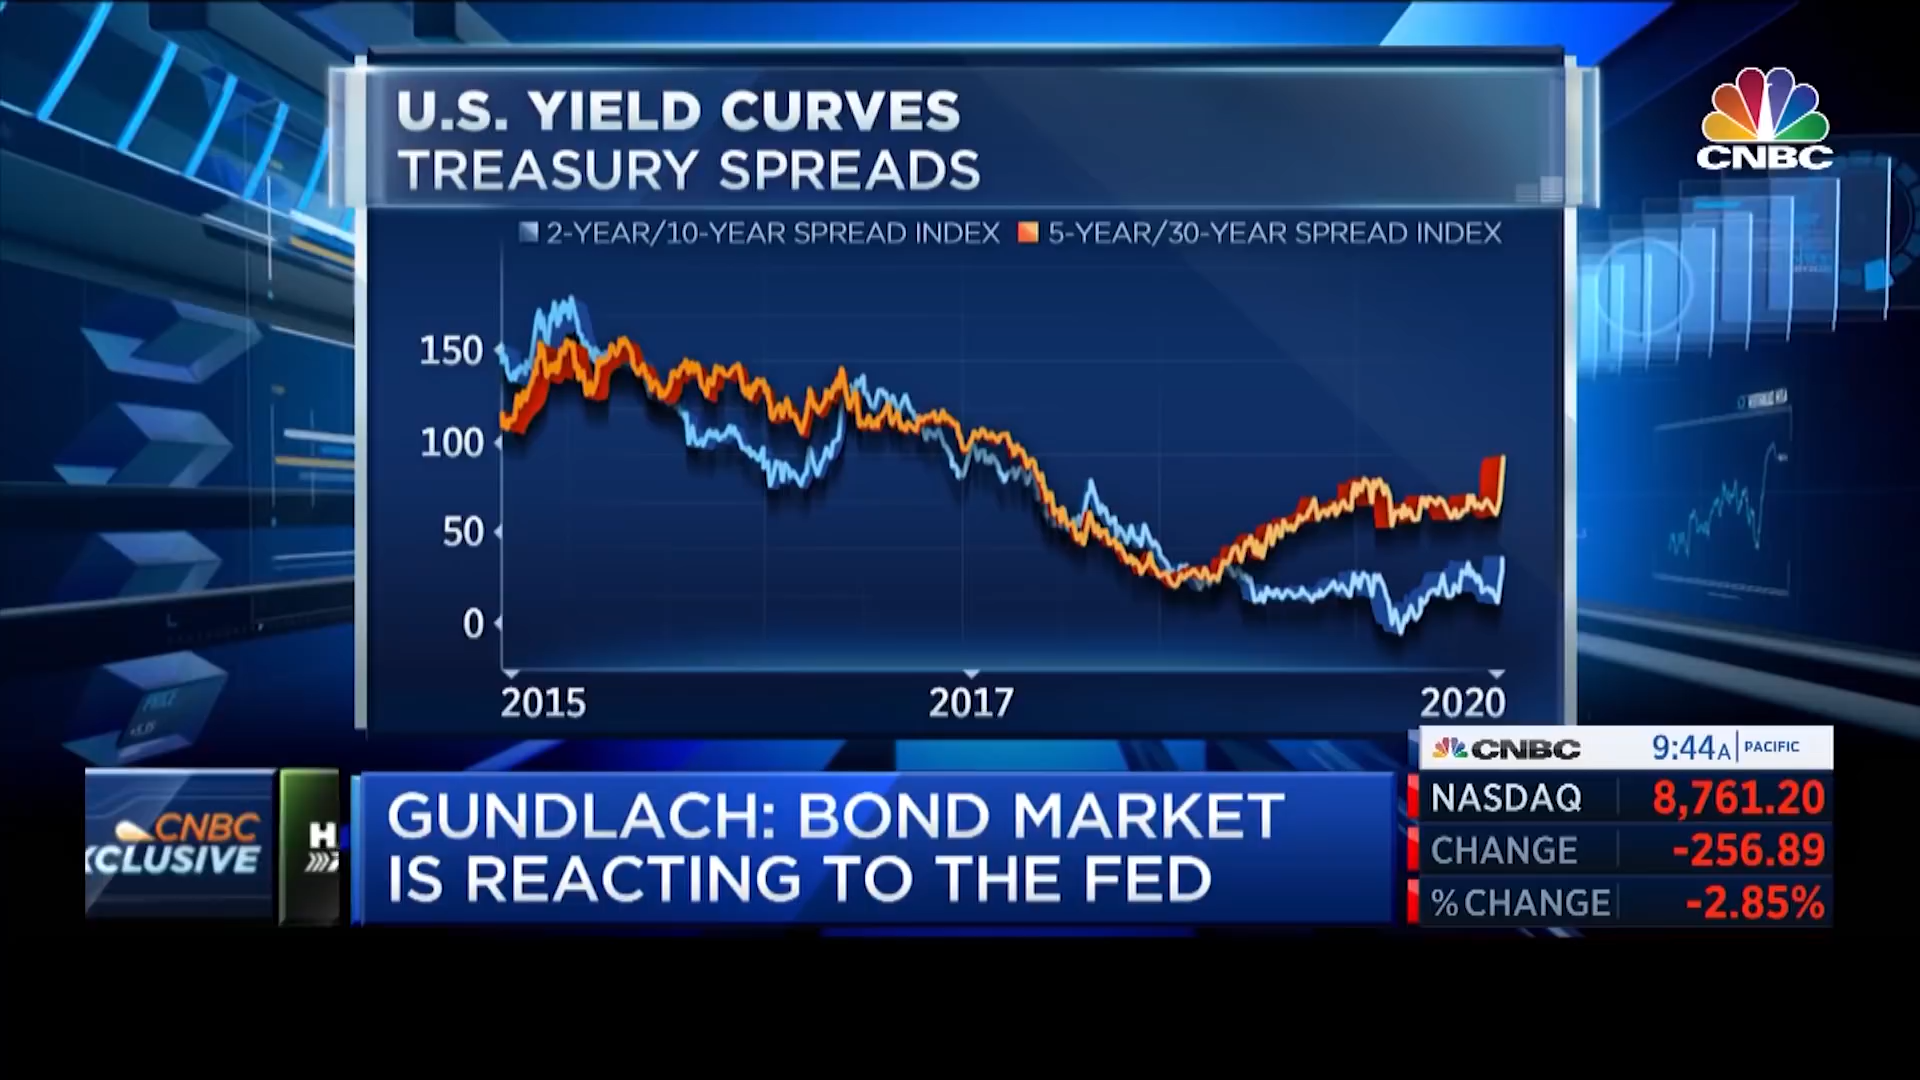 U.S. YIELD CURVES
TREASURY SPREADS
CNBC
2-YEAR/10-YEAR SPREAD INDEX 5-YEAR/30-YEAR SPREAD INDEX
150
100
50
0
2015 2017 2020
PRICE
CNBC 9:44A PACIFIC
NASDAQ 8,761.20
CHANGE -256.89
% CHANGE -2.85%
CNBC
XCLUSIVE
H
GUNDLACH: BOND MARKET
IS REACTING TO THE FED